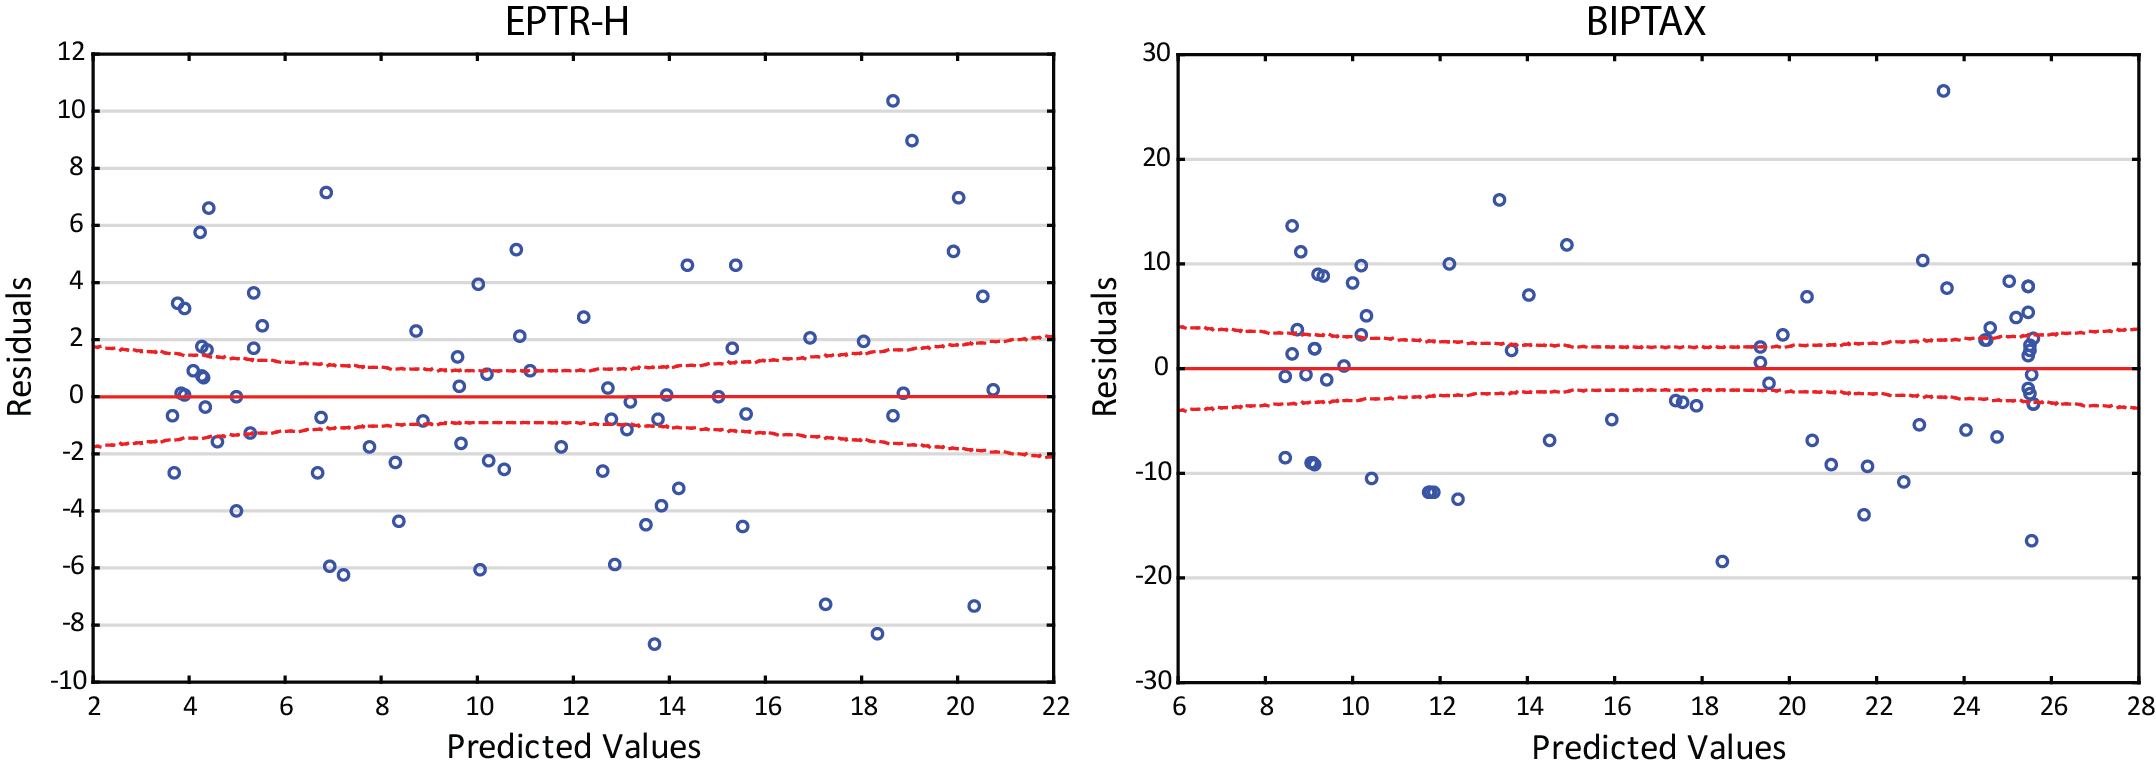 EPTR-H
12
10
8
6
4
2
0
-2
-4
-6
-8
-10
Residuals
2 4 6 8 10 12 14 16 18 20 22
Predicted Values
BIPTAX
30
20
10
0
-10
-20
-30
Residuals
6 8 10 12 14 16 18 20 22 24 26 28
Predicted Values